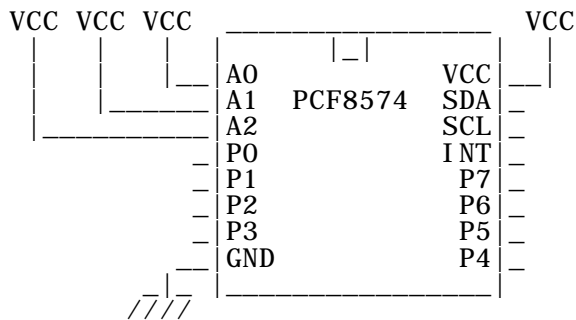 VCC VCC VCC VCC
A0 VCC
A1 PCF8574 SDA
A2 SCL
P0 INT
P1 P7
P2 P6
P3 P5
GND P4